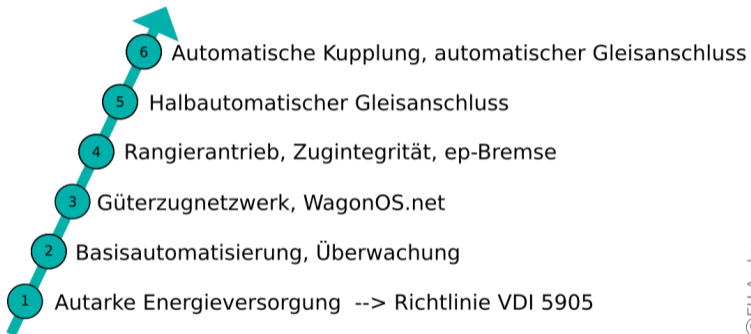 6 Automatische Kupplung, automatischer Gleisanschluss
5 Halbautomatischer Gleisanschluss
4 Rangierantrieb, Zugintegrität, ep-Bremse
3 Güterzugnetzwerk, WagonOS.net
2 Basisautomatisierung, Überwachung
1 Autarke Energieversorgung --> Richtlinie VDI 5905